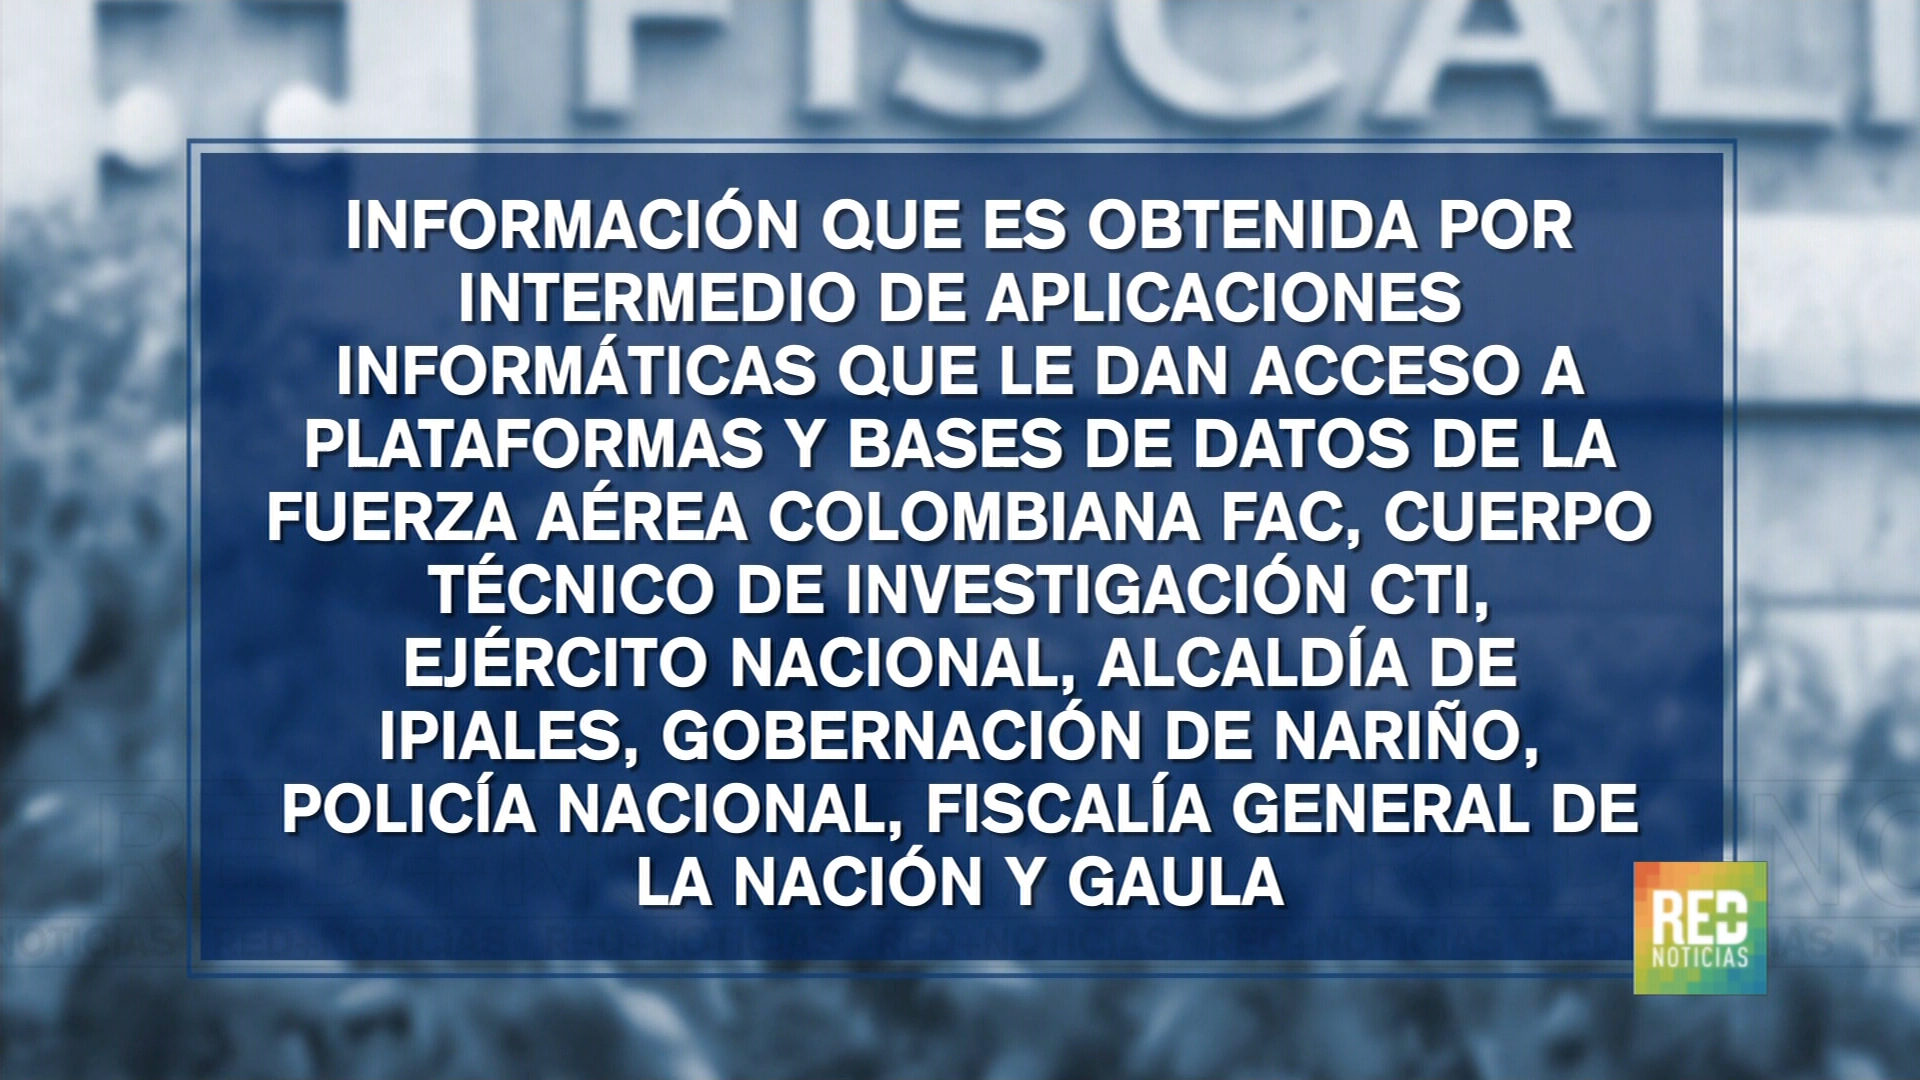 FISCALI
INFORMACIÓN QUE ES OBTENIDA POR
INTERMEDIO DE APLICACIONES
INFORMÁTICAS QUE LE DAN ACCESO A
PLATAFORMAS Y BASES DE DATOS DE LA
FUERZA AÉREA COLOMBIANA FAC, CUERPO
TÉCNICO DE INVESTIGACIÓN CTI,
EJÉRCITO NACIONAL, ALCALDÍA DE
IPIALES, GOBERNACIÓN DE NARIÑO,
POLICÍA NACIONAL, FISCALÍA GENERAL DE
LA NACIÓN Y GAULA
RED
NOTICIAS